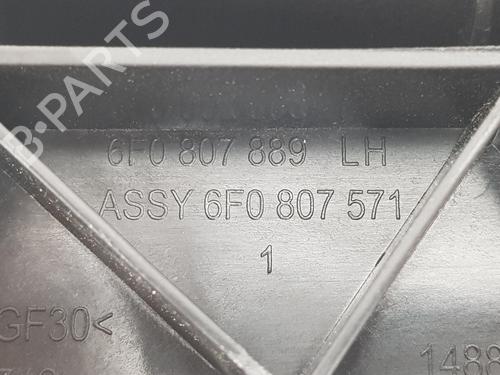 B-PARTS
6F0 807 889 LH
ASSY 6F0 807 571
1
GF30<
1488